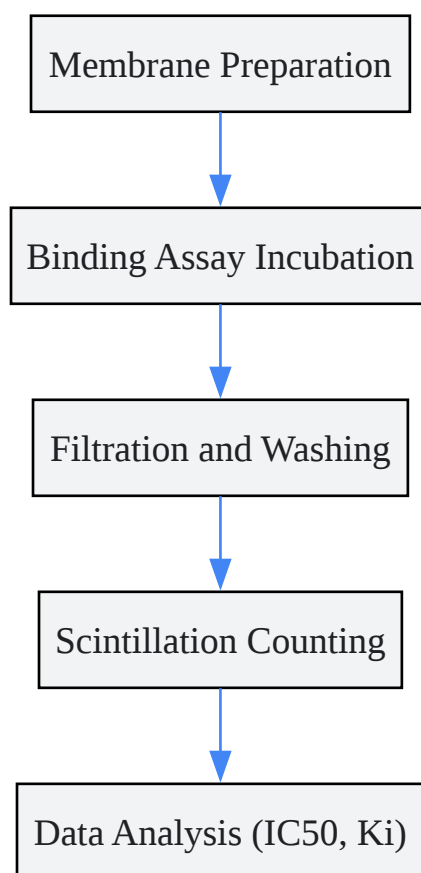 Membrane Preparation
Binding Assay Incubation
Filtration and Washing
Scintillation Counting
Data Analysis (IC50, Ki)